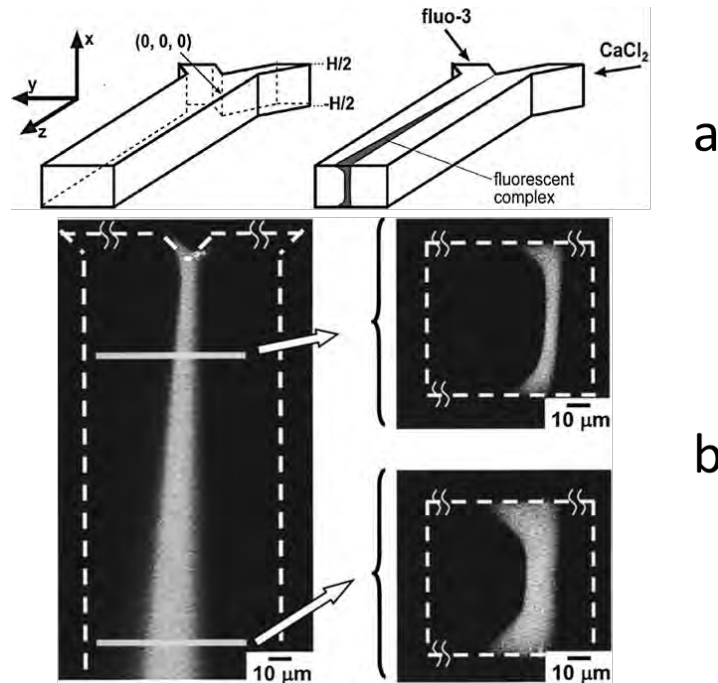 x
y
z
(0, 0, 0)
H/2
-H/2
fluo-3
CaCl₂
fluorescent
complex
a
10 μm
10 μm
10 μm
b